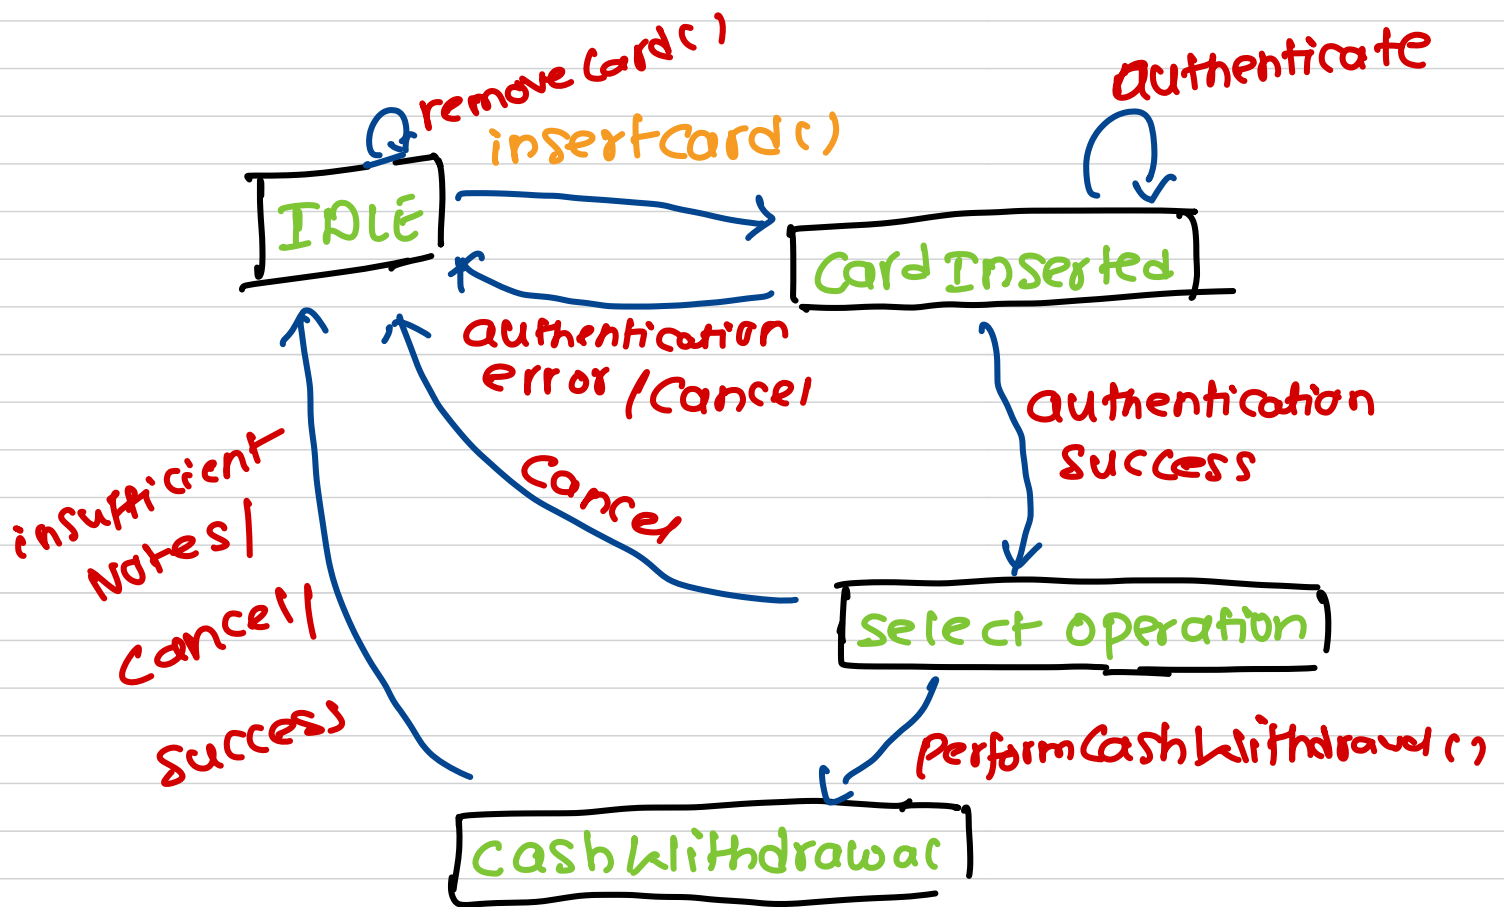 removeCard()
authenticate
insertCard()
IDLE
Card Inserted
authentication
error / Cancel
authentication
success
Cancel
insufficient
Notes/
Cancel/
success
select operation
performCashWithdrawal()
CashWithdrawal